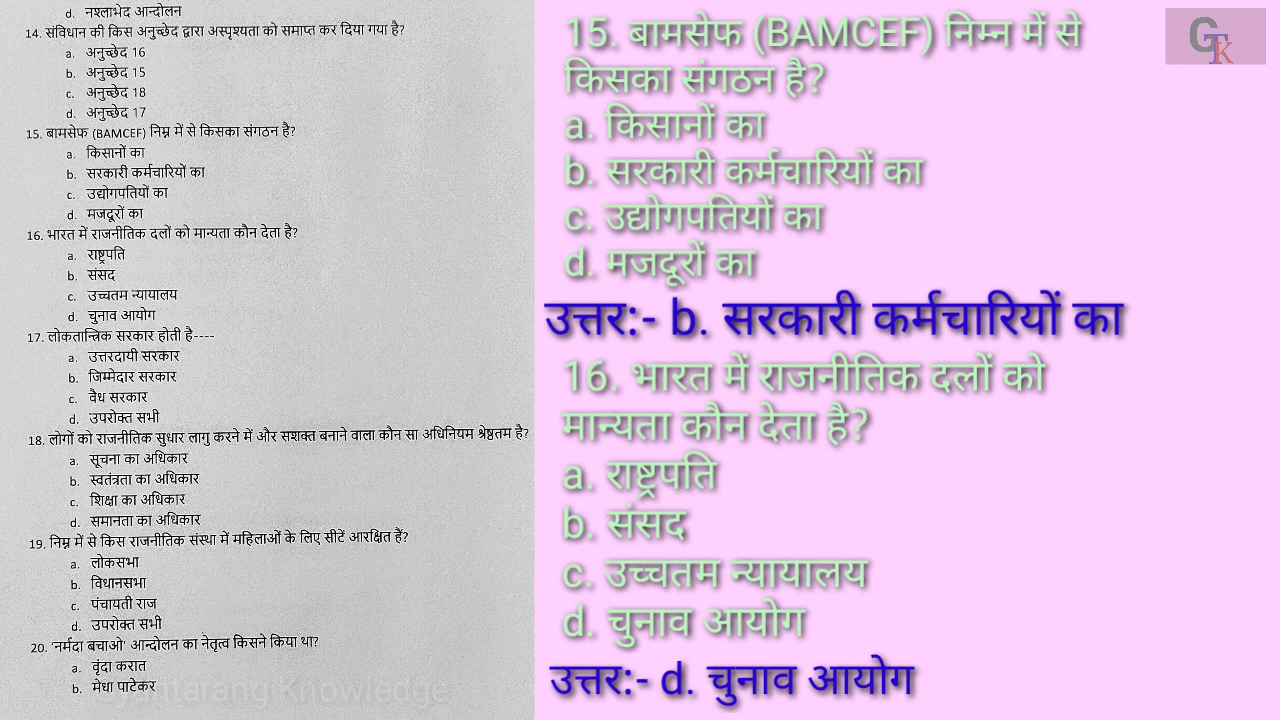 d. नशाभेद आन्दोलन
14. संविधान की किस अनुच्छेद द्वारा अस्पृश्यता को समाप्त कर दिया गया है?
a. अनुच्छेद 16
b. अनुच्छेद 15
c. अनुच्छेद 18
d. अनुच्छेद 17
15. बामसेफ (BAMCEF) निम्न में से किसका संगठन है?
a. किसानों का
b. सरकारी कर्मचारियों का
c. उद्योगपतियों का
d. मजदूरों का
16. भारत में राजनीतिक दलों को मान्यता कौन देता है?
a. राष्ट्रपति
b. संसद
c. उच्चतम न्यायालय
d. चुनाव आयोग
17. लोकतान्त्रिक सरकार होती है----
a. उत्तरदायी सरकार
b. जिम्मेदार सरकार
वैध सरकार
उपरोक्त सभी
18. लोगों को राजनीतिक सुधार लागु करने में और सशक्त बनाने वाला कौन सा अधिनियम श्रेष्ठतम है?
a. सूचना का अधिकार
b. स्वतंत्रता का अधिकार
c. शिक्षा का अधिकार
d. समानता का अधिकार
19. निम्न में से किस राजनीतिक संस्था में महिलाओं के लिए सीटें आरक्षित हैं?
a. लोकसभा
b. विधानसभा
पंचायती राज
d. उपरोक्त सभी
20. 'नर्मदा बचाओ' आन्दोलन का नेतृत्व किसने किया था?
a. वृंदा करात
b. मेधा पाटेकर
ntarang Knowledge
15. बामसेफ (BAMCEF) निम्न में से
किसका संगठन है?
a. किसानों का
b. सरकारी कर्मचारियों का
c. उद्योगपतियों का
d. मजदूरों का
उत्तर:- b. सरकारी कर्मचारियों का
16. भारत में राजनीतिक दलों को
मान्यता कौन देता है?
a. राष्ट्रपति
b. संसद
c. उच्चतम न्यायालय
d. चुनाव आयोग
उत्तर:- d. चुनाव आयोग
GTK